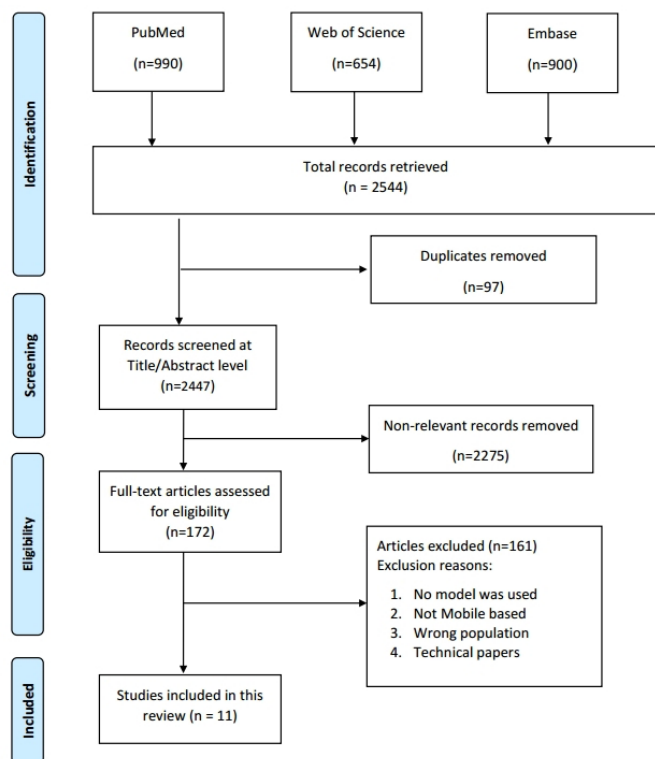 Identification
PubMed
(n=990)
Web of Science
(n=654)
Embase
(n=900)
Total records retrieved
(n = 2544)
Duplicates removed
(n=97)
Screening
Records screened at
Title/Abstract level
(n=2447)
Non-relevant records removed
(n=2275)
Eligibility
Full-text articles assessed
for eligibility
(n=172)
Articles excluded (n=161)
Exclusion reasons:
1. No model was used
2. Not Mobile based
3. Wrong population
4. Technical papers
Included
Studies included in this
review (n = 11)